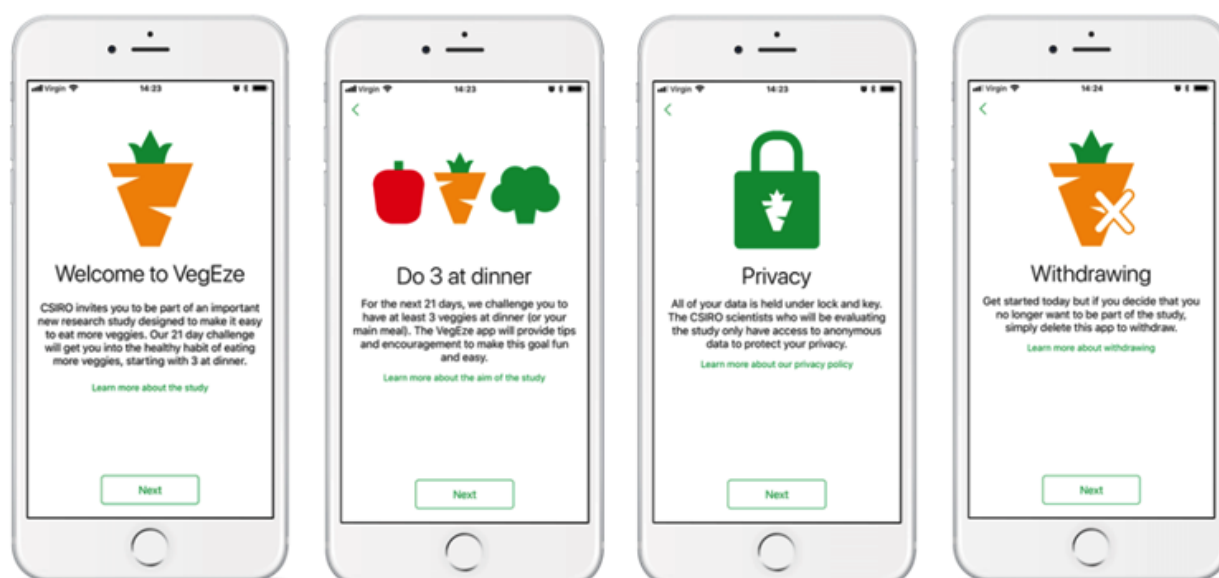 Virgin 14:23
Welcome to VegEze
CSIRO invites you to be part of an important
new research study designed to make it easy
to eat more veggies. Our 21 day challenge
will get you into the healthy habit of eating
more veggies, starting with 3 at dinner.
Learn more about the study
Next
Virgin 14:23
Do 3 at dinner
For the next 21 days, we challenge you to
have at least 3 veggies at dinner (or your
main meal). The VegEze app will provide tips
and encouragement to make this goal fun
and easy.
Learn more about the aim of the study
Next
Virgin 14:23
Privacy
All of your data is held under lock and key.
The CSIRO scientists who will be evaluating
the study only have access to anonymous
data to protect your privacy.
Learn more about our privacy policy
Next
Virgin 14:24
Withdrawing
Get started today but if you decide that you
no longer want to be part of the study,
simply delete this app to withdraw.
Learn more about withdrawing
Next